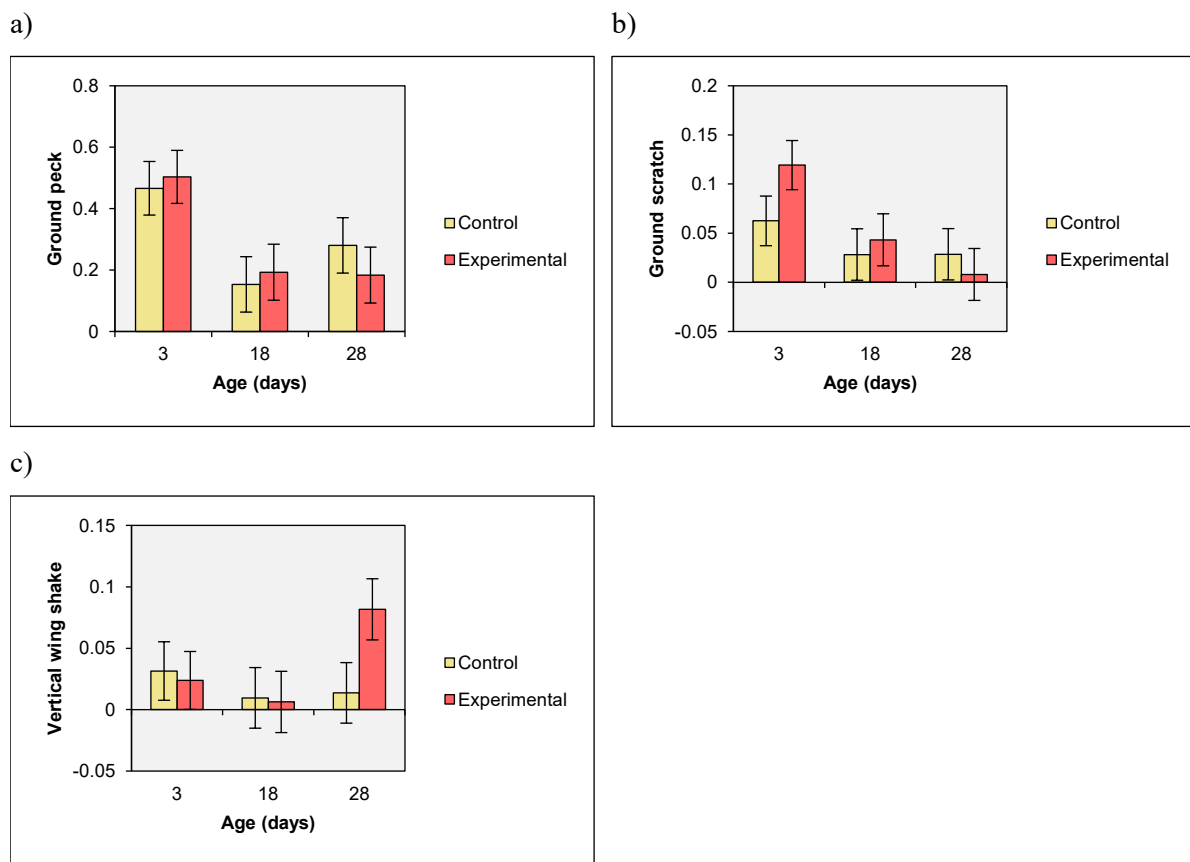 a)
0.8
0.6
0.4
0.2
0
Ground peck
3 18 28
Age (days)
Control
Experimental
b)
0.2
0.15
0.1
0.05
0
-0.05
Ground scratch
3 18 28
Age (days)
Control
Experimental
c)
0.15
0.1
0.05
0
-0.05
Vertical wing shake
3 18 28
Age (days)
Control
Experimental